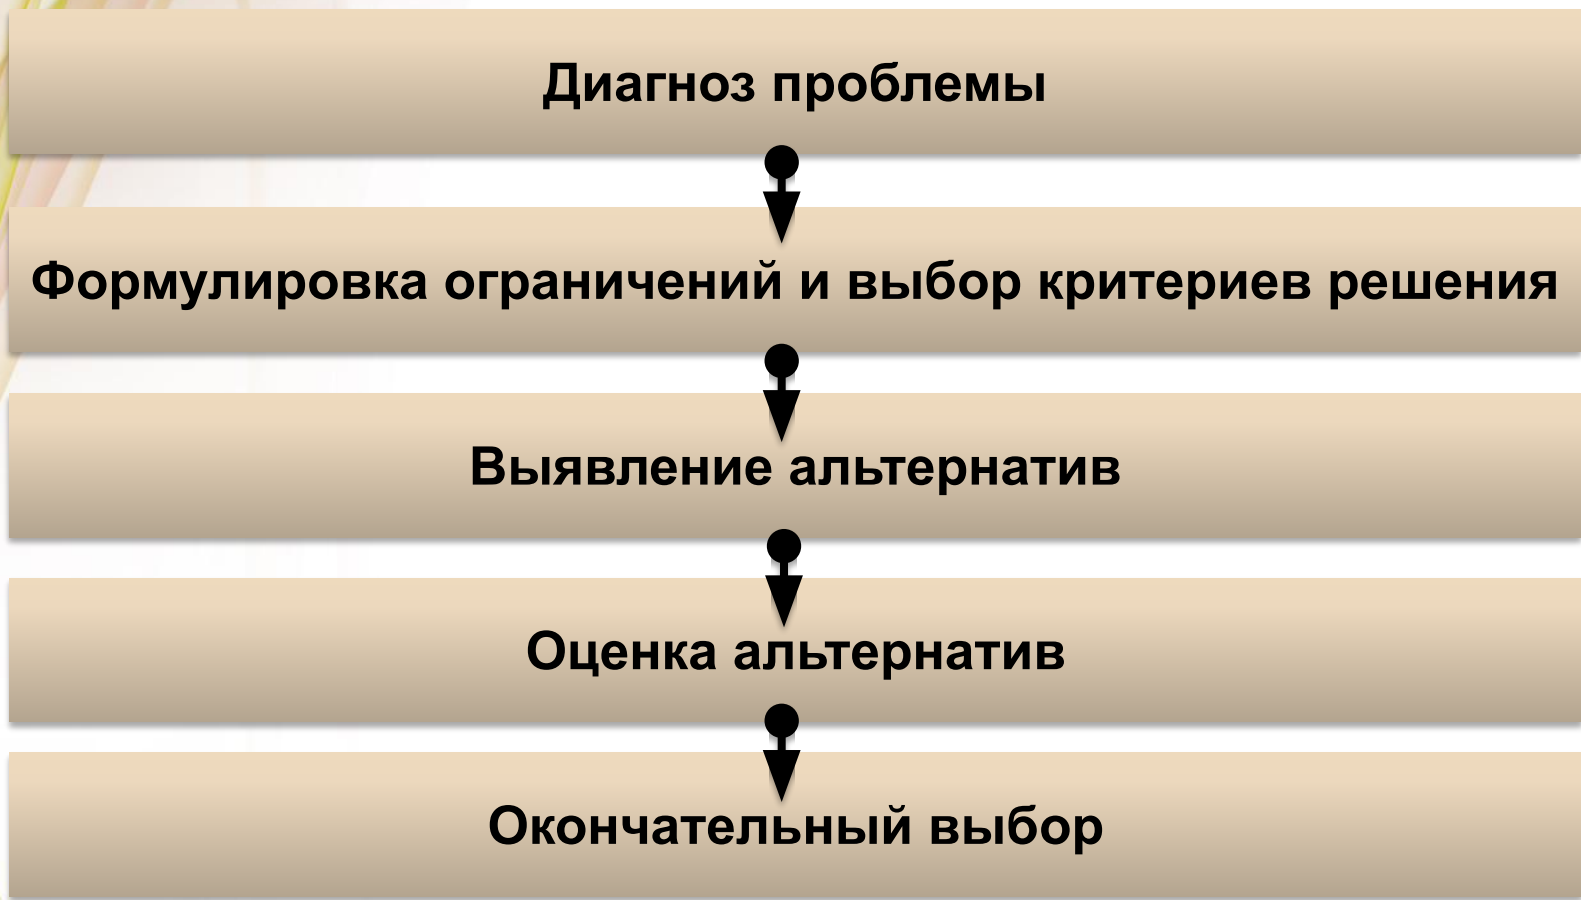 Диагноз проблемы
Формулировка ограничений и выбор критериев решения
Выявление альтернатив
Оценка альтернатив
Окончательный выбор